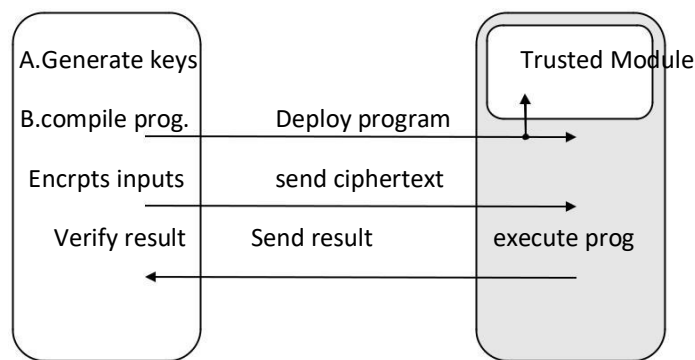 A.Generate keys
Trusted Module
B.compile prog.
Deploy program
Encrpts inputs
send ciphertext
Verify result
Send result
execute prog